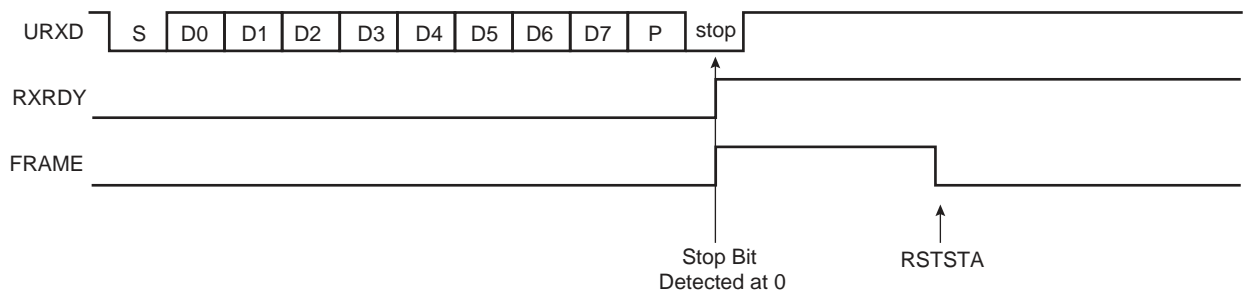 URXD S D0 D1 D2 D3 D4 D5 D6 D7 P stop
RXRDY
FRAME
Stop Bit
Detected at 0
RSTSTA